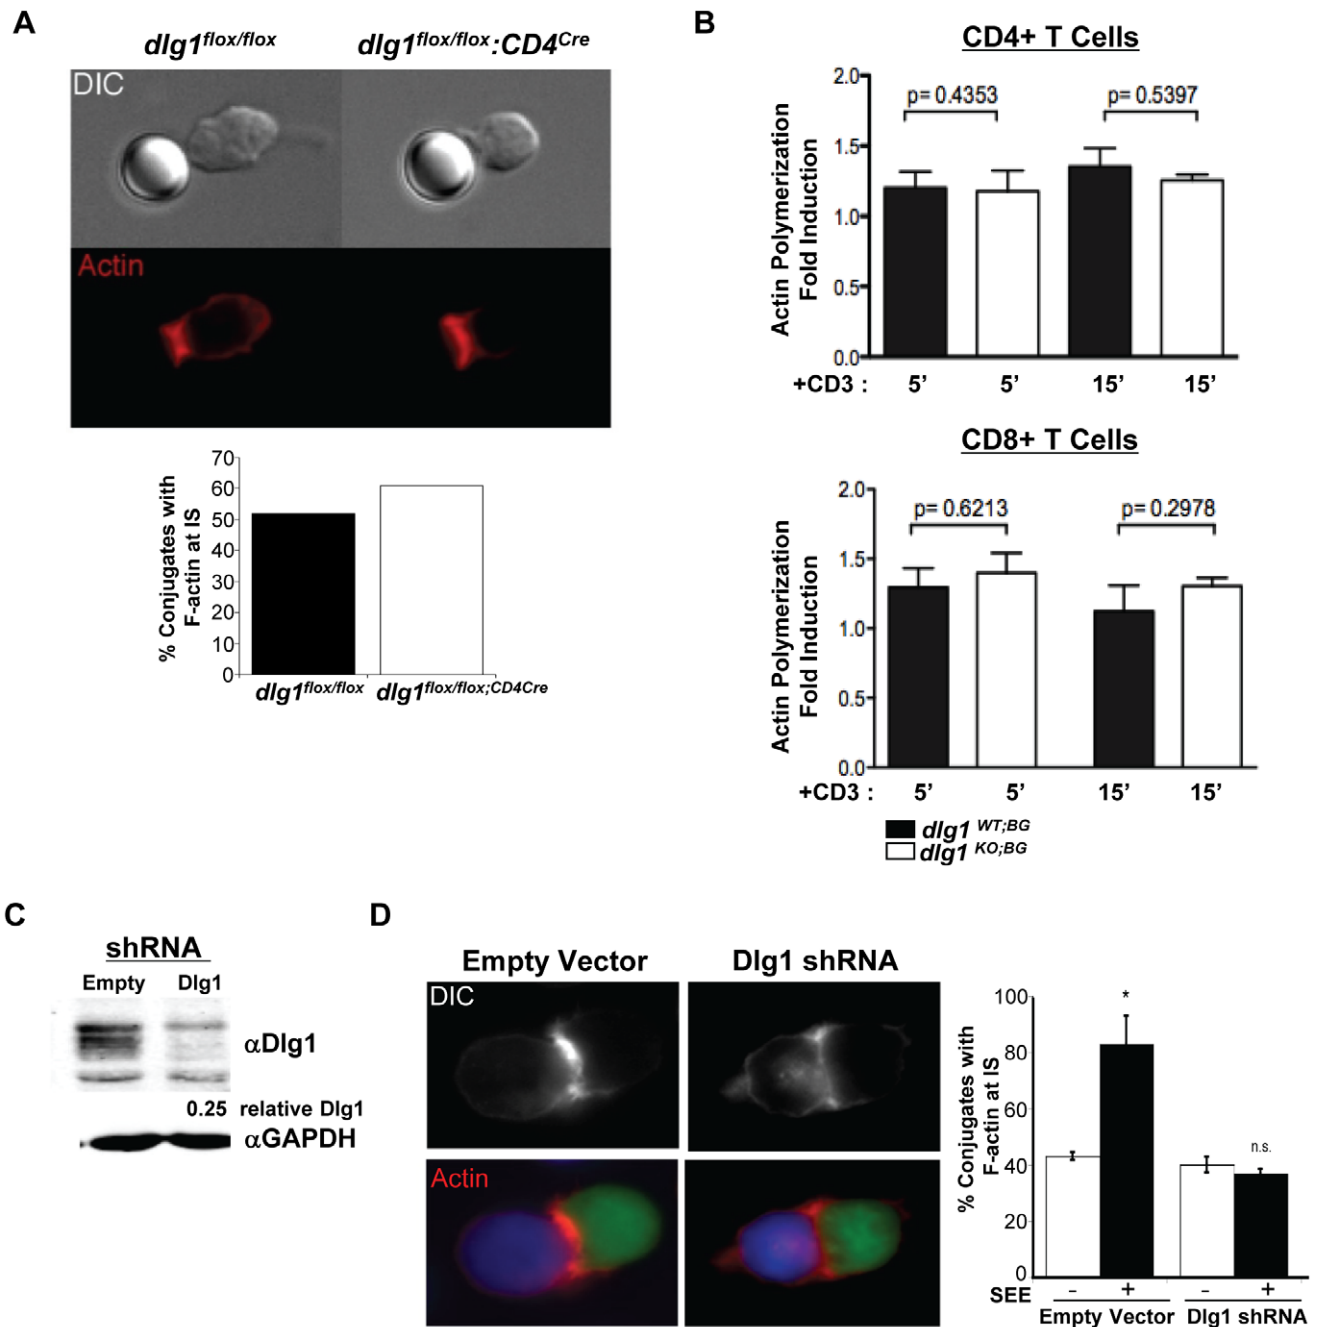 A
dlg1flox/flox
dlg1flox/flox:CD4Cre
DIC
Actin
% Conjugates with
F-actin at IS
70
60
50
40
30
20
10
0
dlg1flox/flox
dlg1flox/flox;CD4Cre
B
CD4+ T Cells
Actin Polymerization
Fold Induction
2.0
1.5
1.0
0.5
0.0
p= 0.4353
p= 0.5397
+CD3 : 5’ 5’ 15’ 15’
CD8+ T Cells
Actin Polymerization
Fold Induction
2.0
1.5
1.0
0.5
0.0
p= 0.6213
p= 0.2978
+CD3 : 5’ 5’ 15’ 15’
dlg1 WT;BG
dlg1 KO;BG
C
shRNA
Empty Dlg1
αDlg1
0.25 relative Dlg1
αGAPDH
D
Empty Vector
Dlg1 shRNA
DIC
Actin
% Conjugates with
F-actin at IS
100
80
60
40
20
0
*
n.s.
SEE - + - +
Empty Vector Dlg1 shRNA